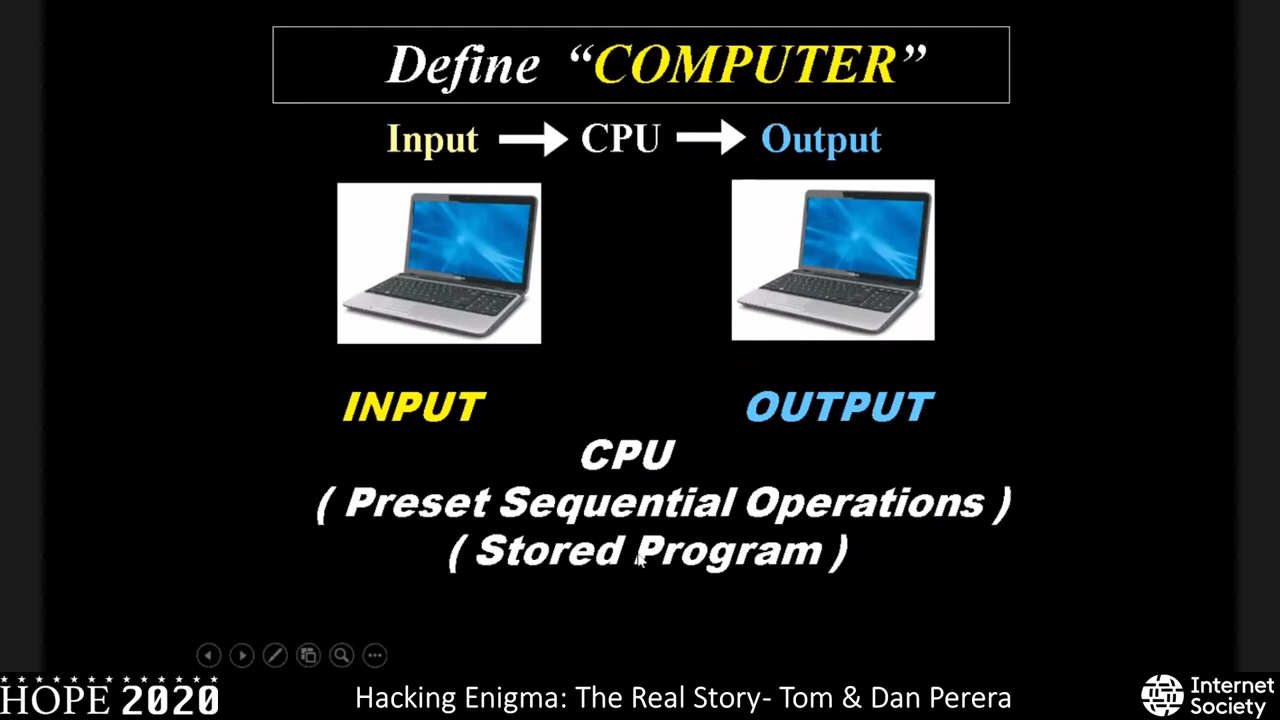 Define “COMPUTER”
Input → CPU → Output
INPUT OUTPUT
CPU
( Preset Sequential Operations )
( Stored Program )
HOPE 2020
Hacking Enigma: The Real Story- Tom & Dan Perera
Internet
Society